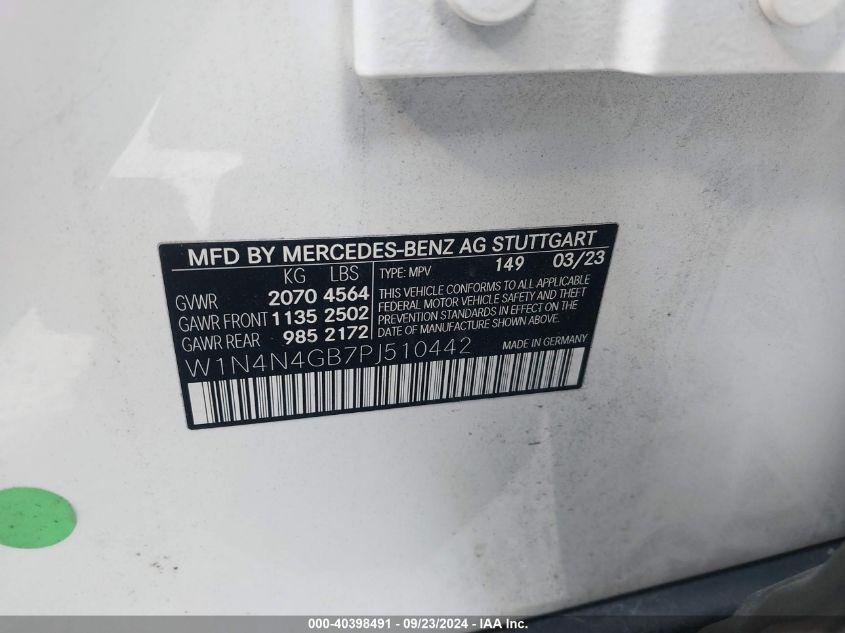 MFD BY MERCEDES-BENZ AG STUTTGART
KG LBS
GVWR 2070 4564
GAWR FRONT 1135 2502
GAWR REAR 985 2172
TYPE: MPV 149 03/23
THIS VEHICLE CONFORMS TO ALL APPLICABLE
FEDERAL MOTOR VEHICLE SAFETY AND THEFT
PREVENTION STANDARDS IN EFFECT ON THE
DATE OF MANUFACTURE SHOWN ABOVE.
W1N4N4GB7PJ510442
MADE IN GERMANY
000-40398491 - 09/23/2024 - IAA Inc.